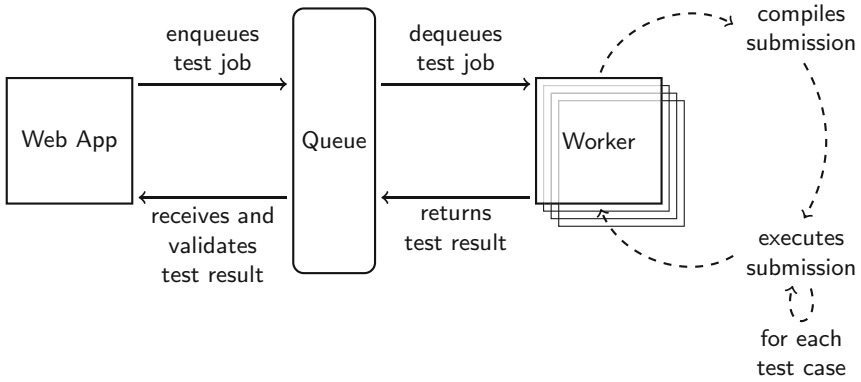 enqueues
test job
dequeues
test job
compiles
submission
Web App
Queue
Worker
receives and
validates
test result
returns
test result
executes
submission
for each
test case